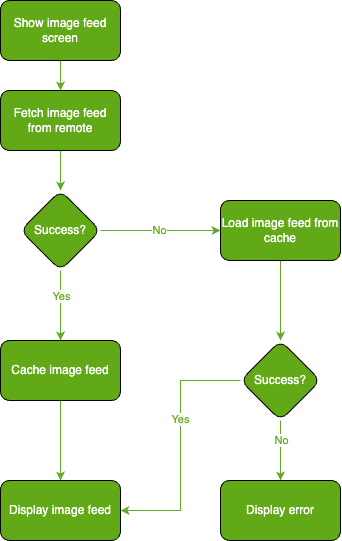 Show image feed
screen
Fetch image feed
from remote
Success?
No
Load image feed from
cache
Yes
Cache image feed
Success?
Yes
No
Display image feed
Display error